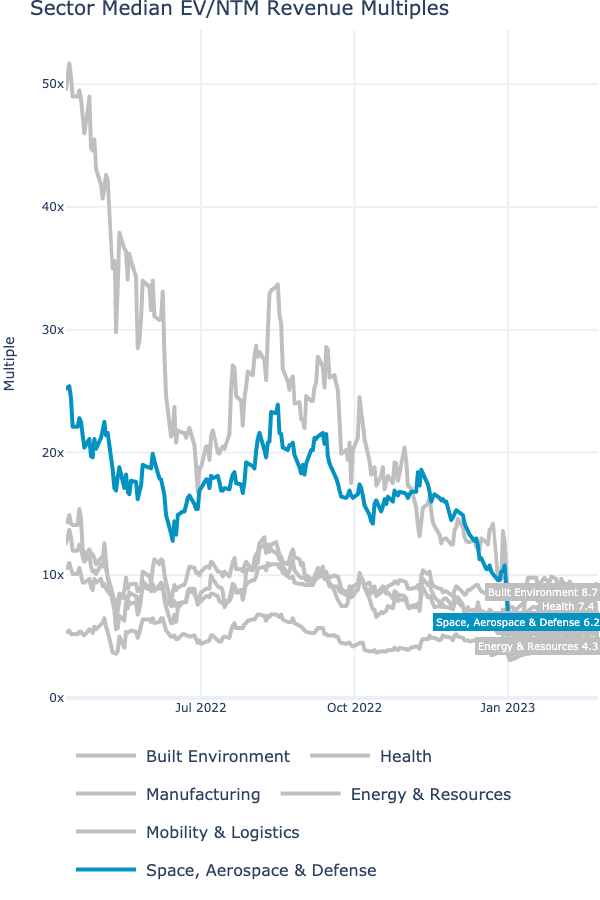 Sector Median EV/NTM Revenue Multiples
50x
40x
30x
20x
10x
0x
Multiple
Built Environment 8.7
Health 7.4
Space, Aerospace & Defense 6.2
Energy & Resources 4.3
Jul 2022
Oct 2022
Jan 2023
Built Environment
Health
Manufacturing
Energy & Resources
Mobility & Logistics
Space, Aerospace & Defense